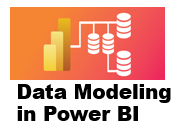 Data Modeling
in Power BI